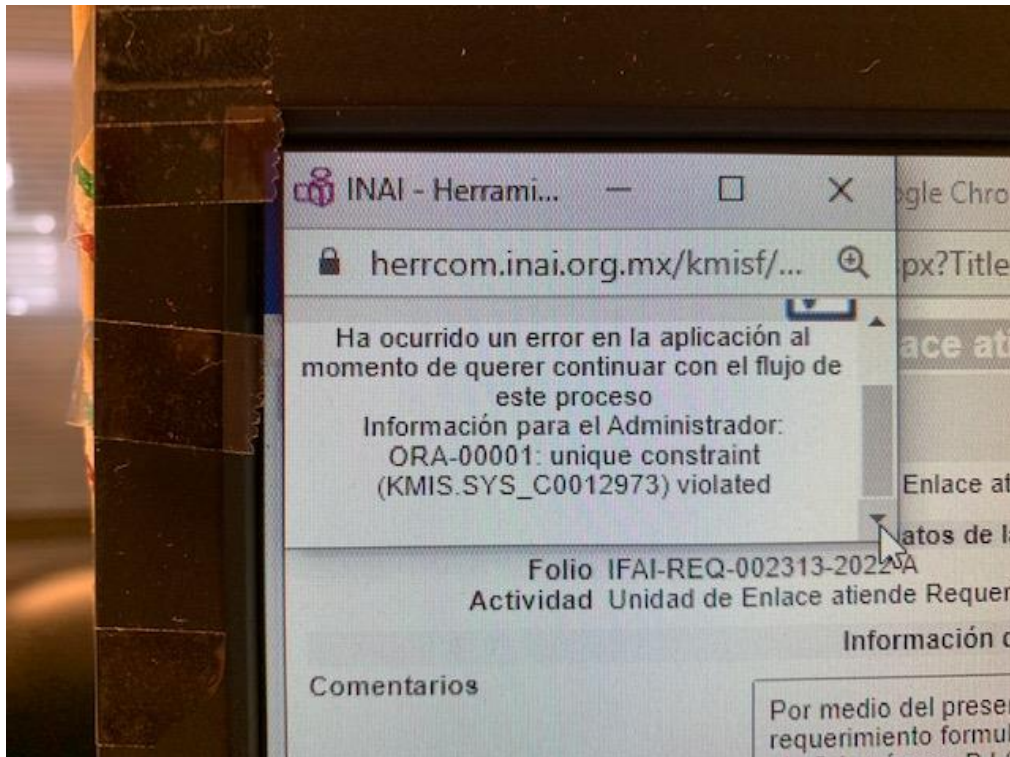 INAI - Herrami...
ogle Chro
herrcom.inai.org.mx/kmisf/...
px?Title
Ha ocurrido un error en la aplicación al
momento de querer continuar con el flujo de
este proceso
Información para el Administrador:
ORA-00001: unique constraint
(KMIS.SYS_C0012973) violated
ace at
Enlace at
atos de l
Folio IFAI-REQ-002313-2022-A
Actividad Unidad de Enlace atiende Requer
Información
Comentarios
Por medio del prese
requerimiento formul